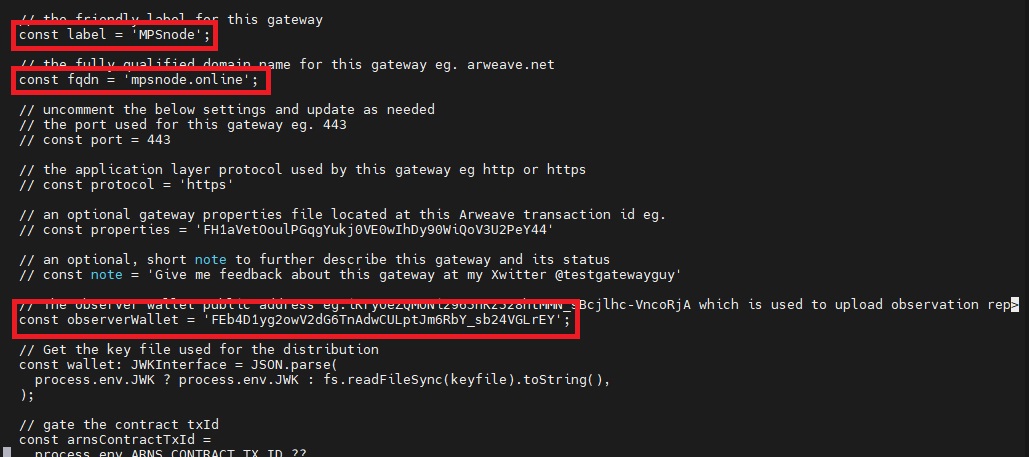 // the friendly label for this gateway
const label = 'MPSnode';
// the fully qualified domain name for this gateway eg. arweave.net
const fqdn = 'mpsnode.online';
// uncomment the below settings and update as needed
// the port used for this gateway eg. 443
// const port = 443
// the application layer protocol used by this gateway eg http or https
// const protocol = 'https'
// an optional gateway properties file located at this Arweave transaction id eg.
// const properties = 'FH1aVetOoulPGqgYukj0VE0wIhDy90WiQoV3U2PeY44'
// an optional, short note to further describe this gateway and its status
// const note = 'Give me feedback about this gateway at my Xwitter @testgatewayguy'
// The observer wallet public address which is used to upload observation rep>
const observerWallet = 'FEb4D1yg2owV2dG6TnAdwCULptJm6RbY_sb24VGLrEY';
// Get the key file used for the distribution
const wallet: JWKInterface = JSON.parse(
process.env.JWK ? process.env.JWK : fs.readFileSync(keyfile).toString(),
);
// gate the contract txId
const arnsContractTxId =
process.env.ARNS_CONTRACT_TX_ID ??